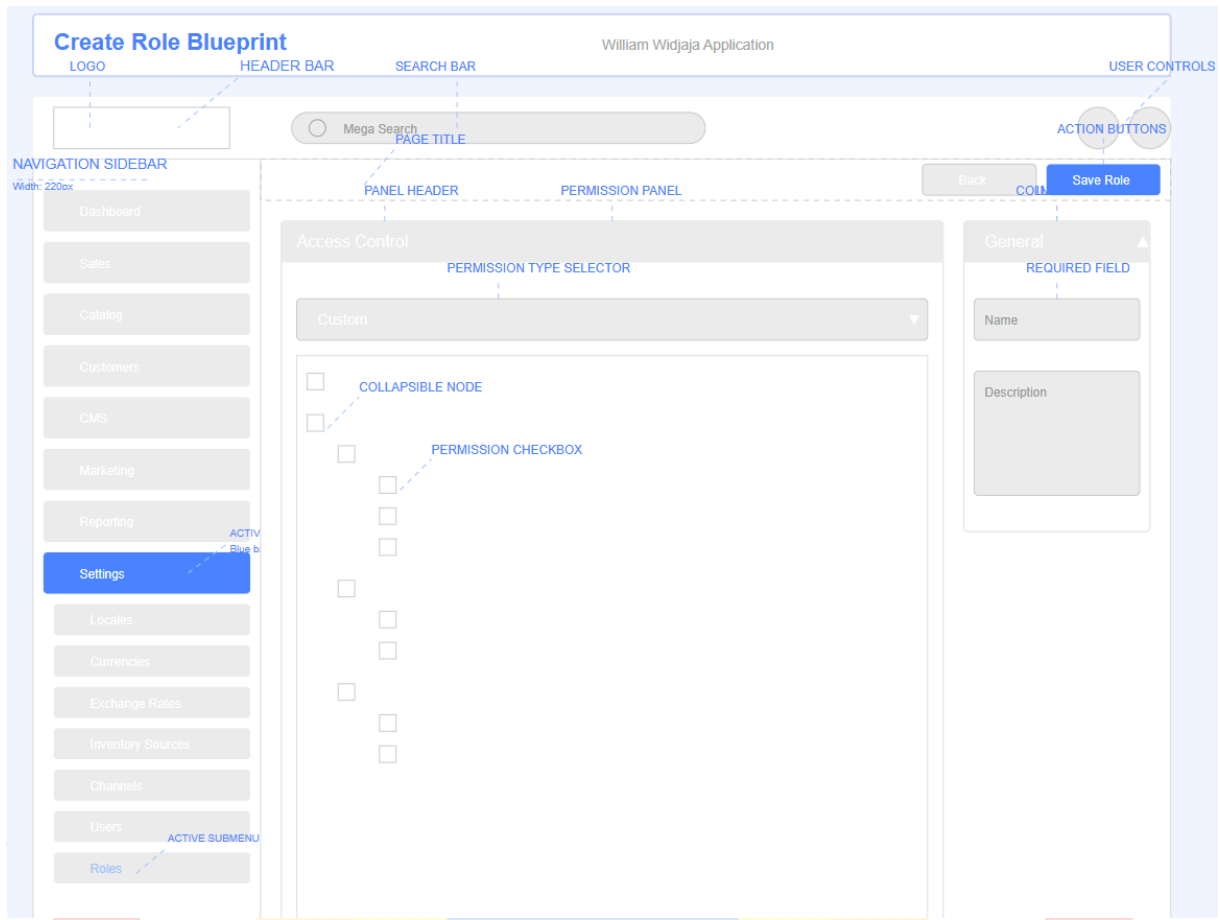 Create Role Blueprint
William Widjaja Application
LOGO
HEADER BAR
SEARCH BAR
USER CONTROLS
Mega Search
PAGE TITLE
ACTION BUTTONS
NAVIGATION SIDEBAR
Width: 220px
Back
Save Role
PANEL HEADER
PERMISSION PANEL
Dashboard
Sales
Catalog
Customers
CMS
Marketing
Reporting
ACTIV
Blue b
Settings
Locales
Currencies
Exchange Rates
Inventory Sources
Channels
Users
ACTIVE SUBMENU
Roles
Access Control
PERMISSION TYPE SELECTOR
Custom
COLLAPSIBLE NODE
PERMISSION CHECKBOX
General
REQUIRED FIELD
Name
Description